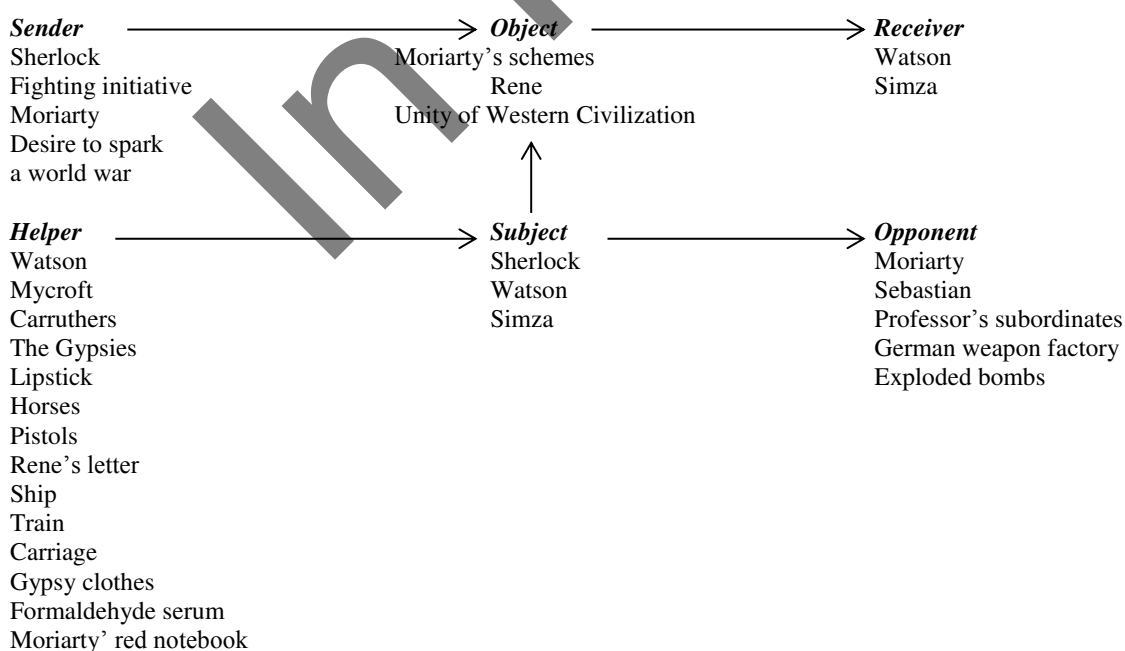 Sender Object Receiver
Sherlock Moriarty's schemes Watson
Fighting initiative Rene Simza
Moriarty Unity of Western Civilization
Desire to spark
a world war
Helper Subject Opponent
Watson Sherlock Moriarty
Mycroft Watson Sebastian
Carruthers Simza Professor's subordinates
The Gypsies German weapon factory
Lipstick Exploded bombs
Horses
Pistols
Rene's letter
Ship
Train
Carriage
Gypsy clothes
Formaldehyde serum
Moriarty' red notebook
In